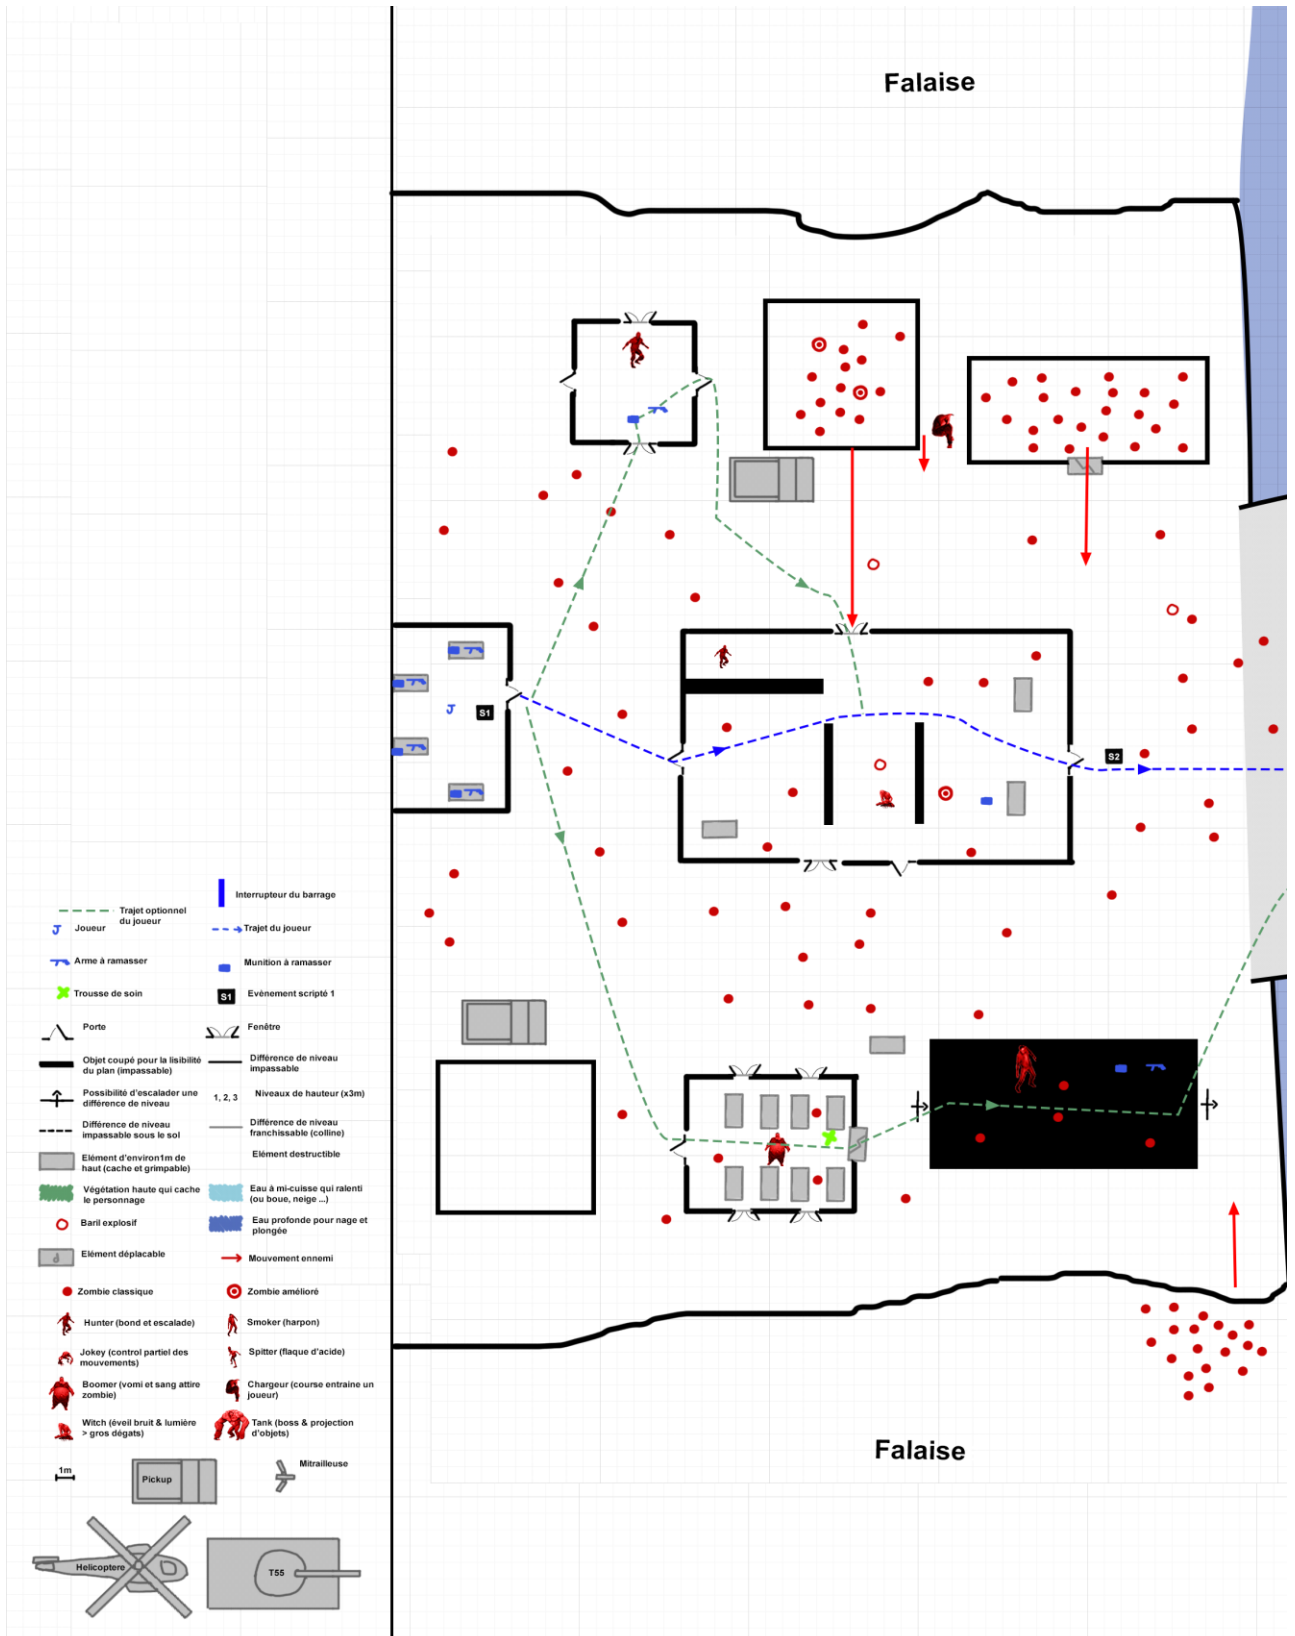 Falaise
J
S1
S2
Interrupteur du barrage
Trajet optionnel
du joueur
J
Joueur
Trajet du joueur
Arme à ramasser
Munition à ramasser
Trousse de soin
S1
Evènement scripté 1
Porte
Fenêtre
Objet coupé pour la lisibilité
du plan (impassable)
Différence de niveau
impassable
Possibilité d'escalader une
différence de niveau
1, 2, 3
Niveaux de hauteur (x3m)
Différence de niveau
impassable sous le sol
Différence de niveau
franchissable (colline)
Elément d'environ1m de
haut (cache et grimpable)
Elément destructible
Végétation haute qui cache
le personnage
Eau à mi-cuisse qui ralenti
(ou boue, neige ...)
Baril explosif
Eau profonde pour nage et
plongée
d
Elément déplacable
Mouvement ennemi
Zombie classique
Zombie amélioré
Hunter (bond et escalade)
Smoker (harpon)
Jokey (control partiel des
mouvements)
Spitter (flaque d'acide)
Boomer (vomi et sang attire
zombie)
Chargeur (course entraine un
joueur)
Witch (éveil bruit & lumière
> gros dégats)
Tank (boss & projection
d'objets)
Falaise
1m
Pickup
Mitrailleuse
Helicoptere
T55